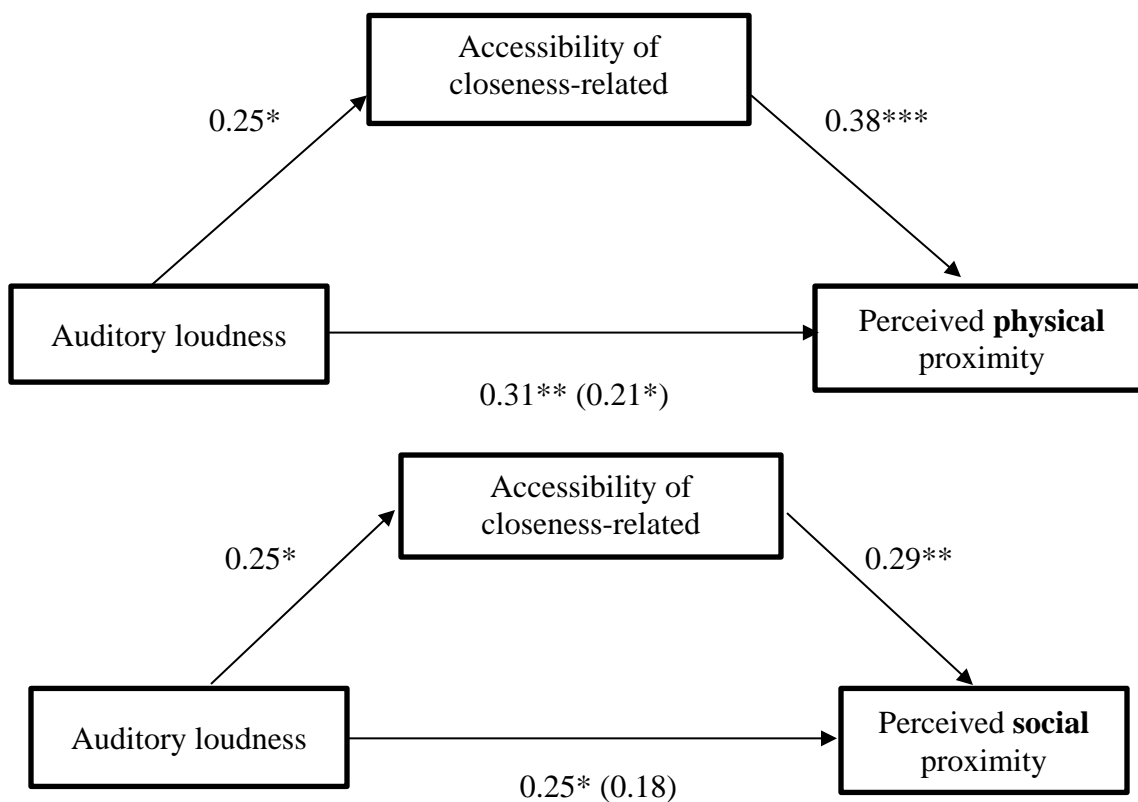 Accessibility of
closeness-related
0.25*
0.38***
Auditory loudness
Perceived physical
proximity
0.31** (0.21*)
Accessibility of
closeness-related
0.25*
0.29**
Auditory loudness
Perceived social
proximity
0.25* (0.18)